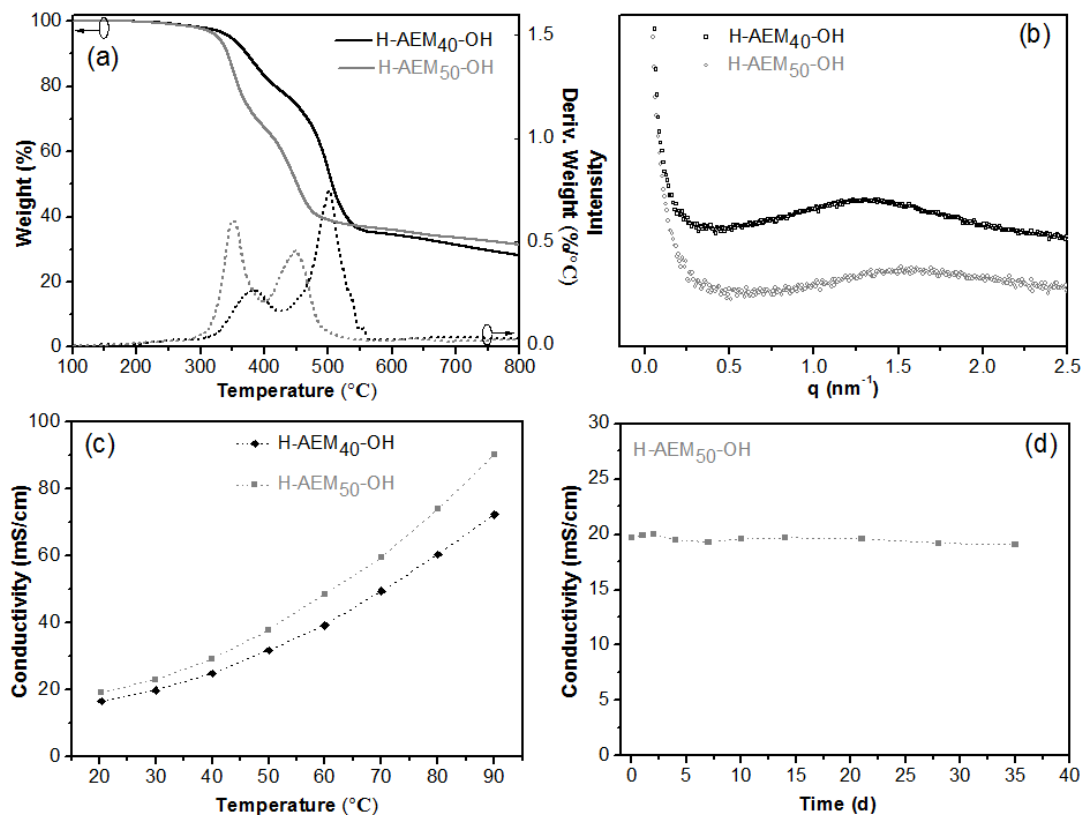 (a)
H-AEM40-OH
H-AEM50-OH
Weight (%)
100
80
60
40
20
0
Deriv. Weight (%/°C)
1.5
1.0
0.5
0.0
100 200 300 400 500 600 700 800
Temperature (°C)
(b)
H-AEM40-OH
H-AEM50-OH
Intensity
0.0 0.5 1.0 1.5 2.0 2.5
q (nm-1)
(c)
H-AEM40-OH
H-AEM50-OH
Conductivity (mS/cm)
100
80
60
40
20
0
20 30 40 50 60 70 80 90
Temperature (°C)
H-AEM50-OH
(d)
Conductivity (mS/cm)
30
25
20
15
10
5
0
0 5 10 15 20 25 30 35 40
Time (d)